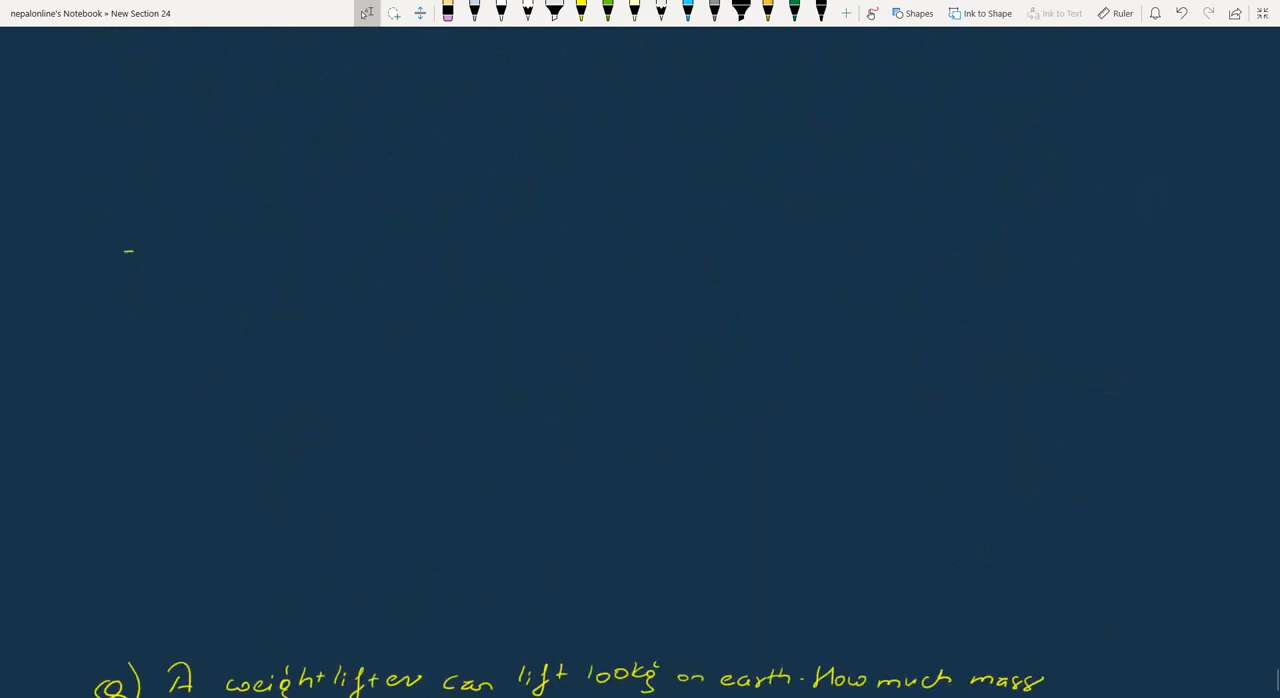 nepalonline's Notebook » New Section 24
Shapes Ink to Shape Ink to Text Ruler
Q) A weightlifter can lift 100kg on earth. How much mass